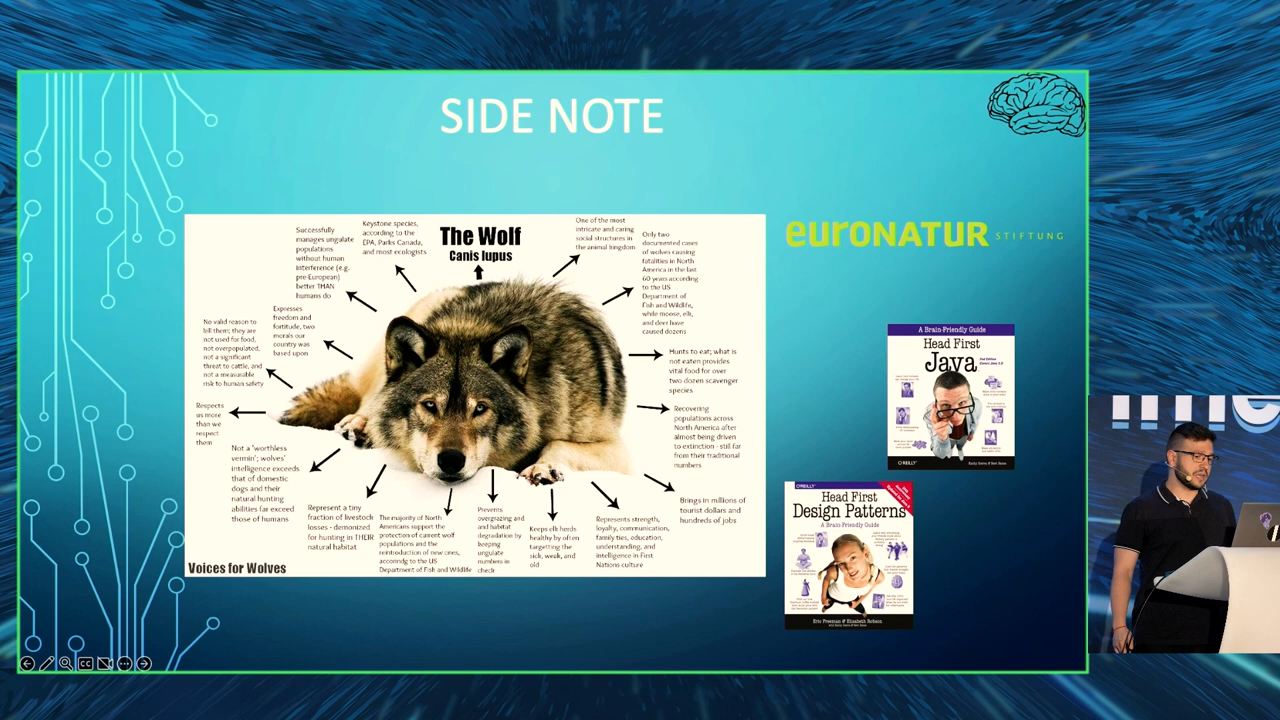 SIDE NOTE
The Wolf
Canis lupus
Successfully
manages ungulate
populations
without human
interference (e.g.
pre-European)
better THAN
humans do
Keystone species,
according to the
EPA, Parks Canada,
and most ecologists
One of the most
intricate and caring
social structures in
the animal kingdom
Only two
documented cases
of wolves causing
fatalities in North
America in the last
60 years according
to the US
Department of
Fish and Wildlife,
while moose, elk,
and deer have
caused dozens
Expresses
freedom and
fortitude, two
morals our
country was
based upon
No valid reason to
kill them; they are
not used for food,
not overpopulated,
not a significant
threat to cattle, and
not a measurable
risk to human safety
Hunts to eat; what is
not eaten provides
vital food for over
two dozen scavenger
species
Respects
us more
than we
respect
them
Recovering
populations across
North America after
almost being driven
to extinction - still far
from their traditional
numbers
Not a 'worthless
vermin'; wolves'
intelligence exceeds
that of domestic
dogs and their
natural hunting
abilities far exceed
those of humans
Brings in millions of
tourist dollars and
hundreds of jobs
Represent a tiny
fraction of livestock
losses - demonized
for hunting in THEIR
natural habitat
The majority of North
Americans support the
protection of current wolf
populations and the
reintroduction of new ones,
according to the US
Department of Fish and Wildlife
Prevents
overgrazing and
and habitat
degradation by
keeping
ungulate
numbers in
check
Keeps elk herds
healthy by often
targetting the
sick, weak, and
old
Represents strength,
loyalty, communication,
family ties, education,
understanding, and
intelligence in First
Nations culture
Voices for Wolves
euroNATUR STIFTUNG
A Brain-Friendly Guide
Head First
Java
O'REILLY
Kathy Sierra & Bert Bates
O'REILLY
Head First
Design Patterns
A Brain-Friendly Guide
Eric Freeman & Elisabeth Robson
CC